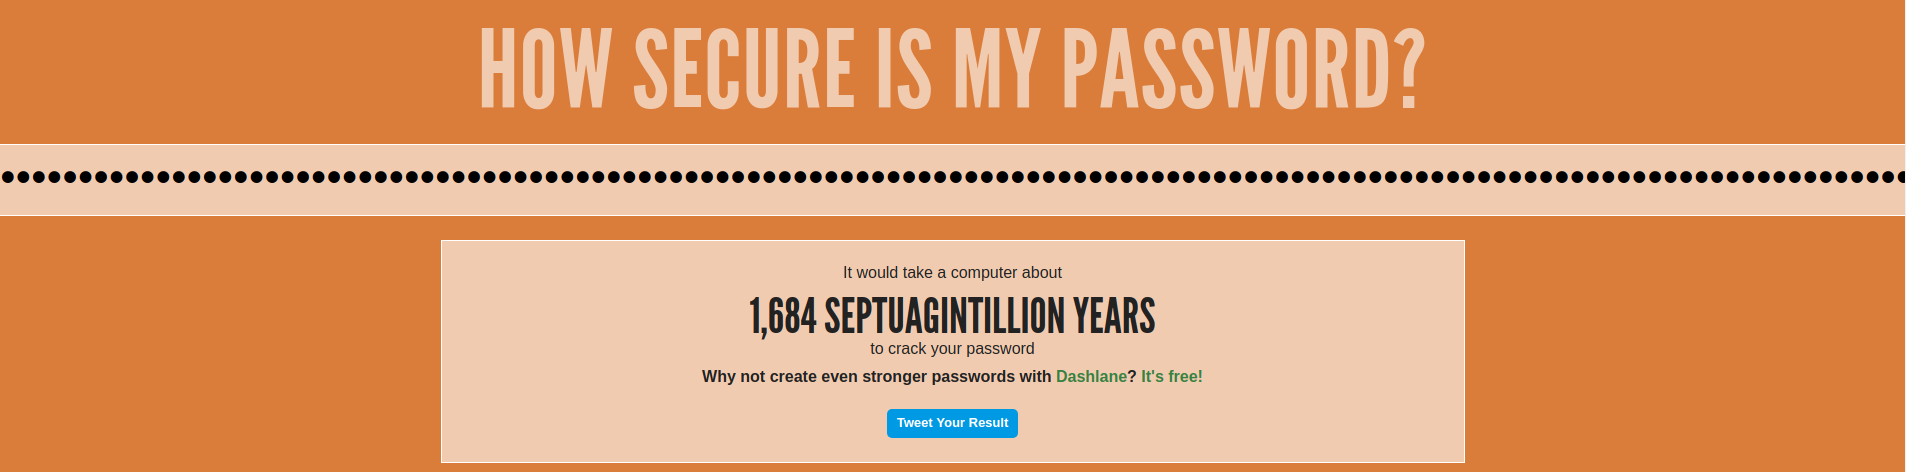 HOW SECURE IS MY PASSWORD?
It would take a computer about
1,684 SEPTUAGINTILLION YEARS
to crack your password
Why not create even stronger passwords with Dashlane? It's free!
Tweet Your Result